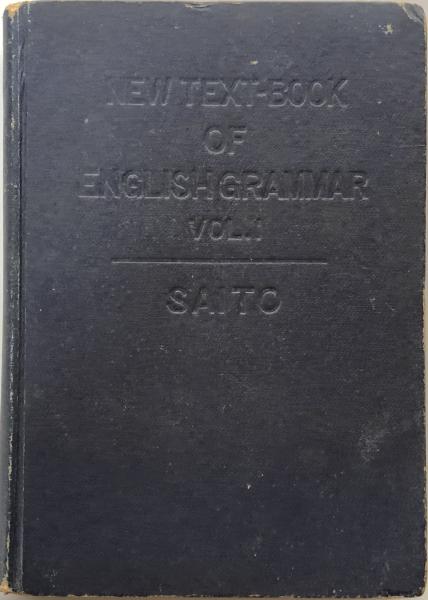 NEW TEXT-BOOK
OF
ENGLISH GRAMMAR
VOL. I
SAITO